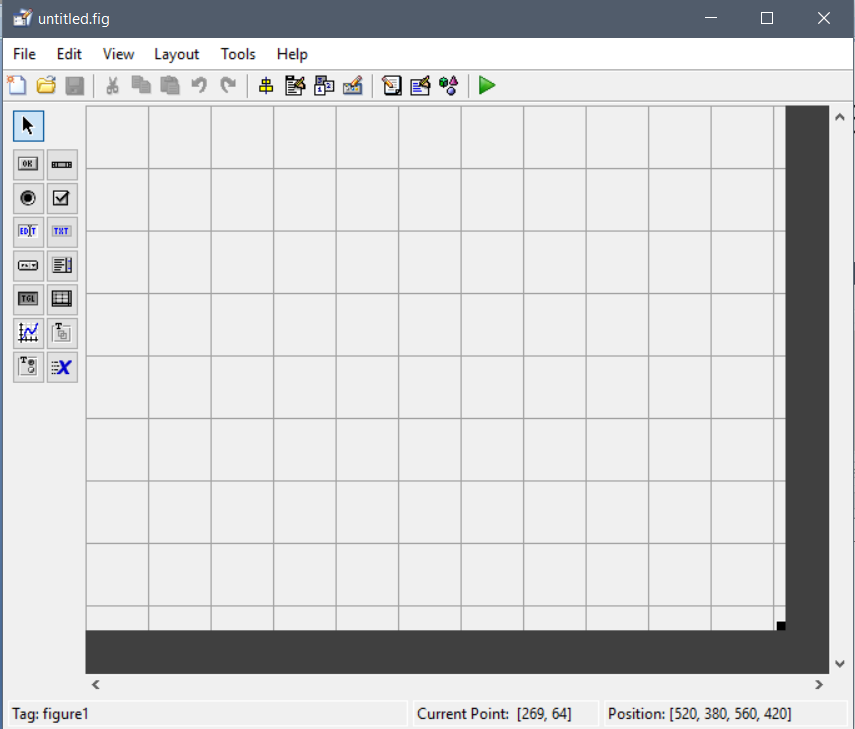 untitled.fig
File Edit View Layout Tools Help
OK
EDIT TXT
TGL
T
T X
Tag: figure1 Current Point: [269, 64] Position: [520, 380, 560, 420]